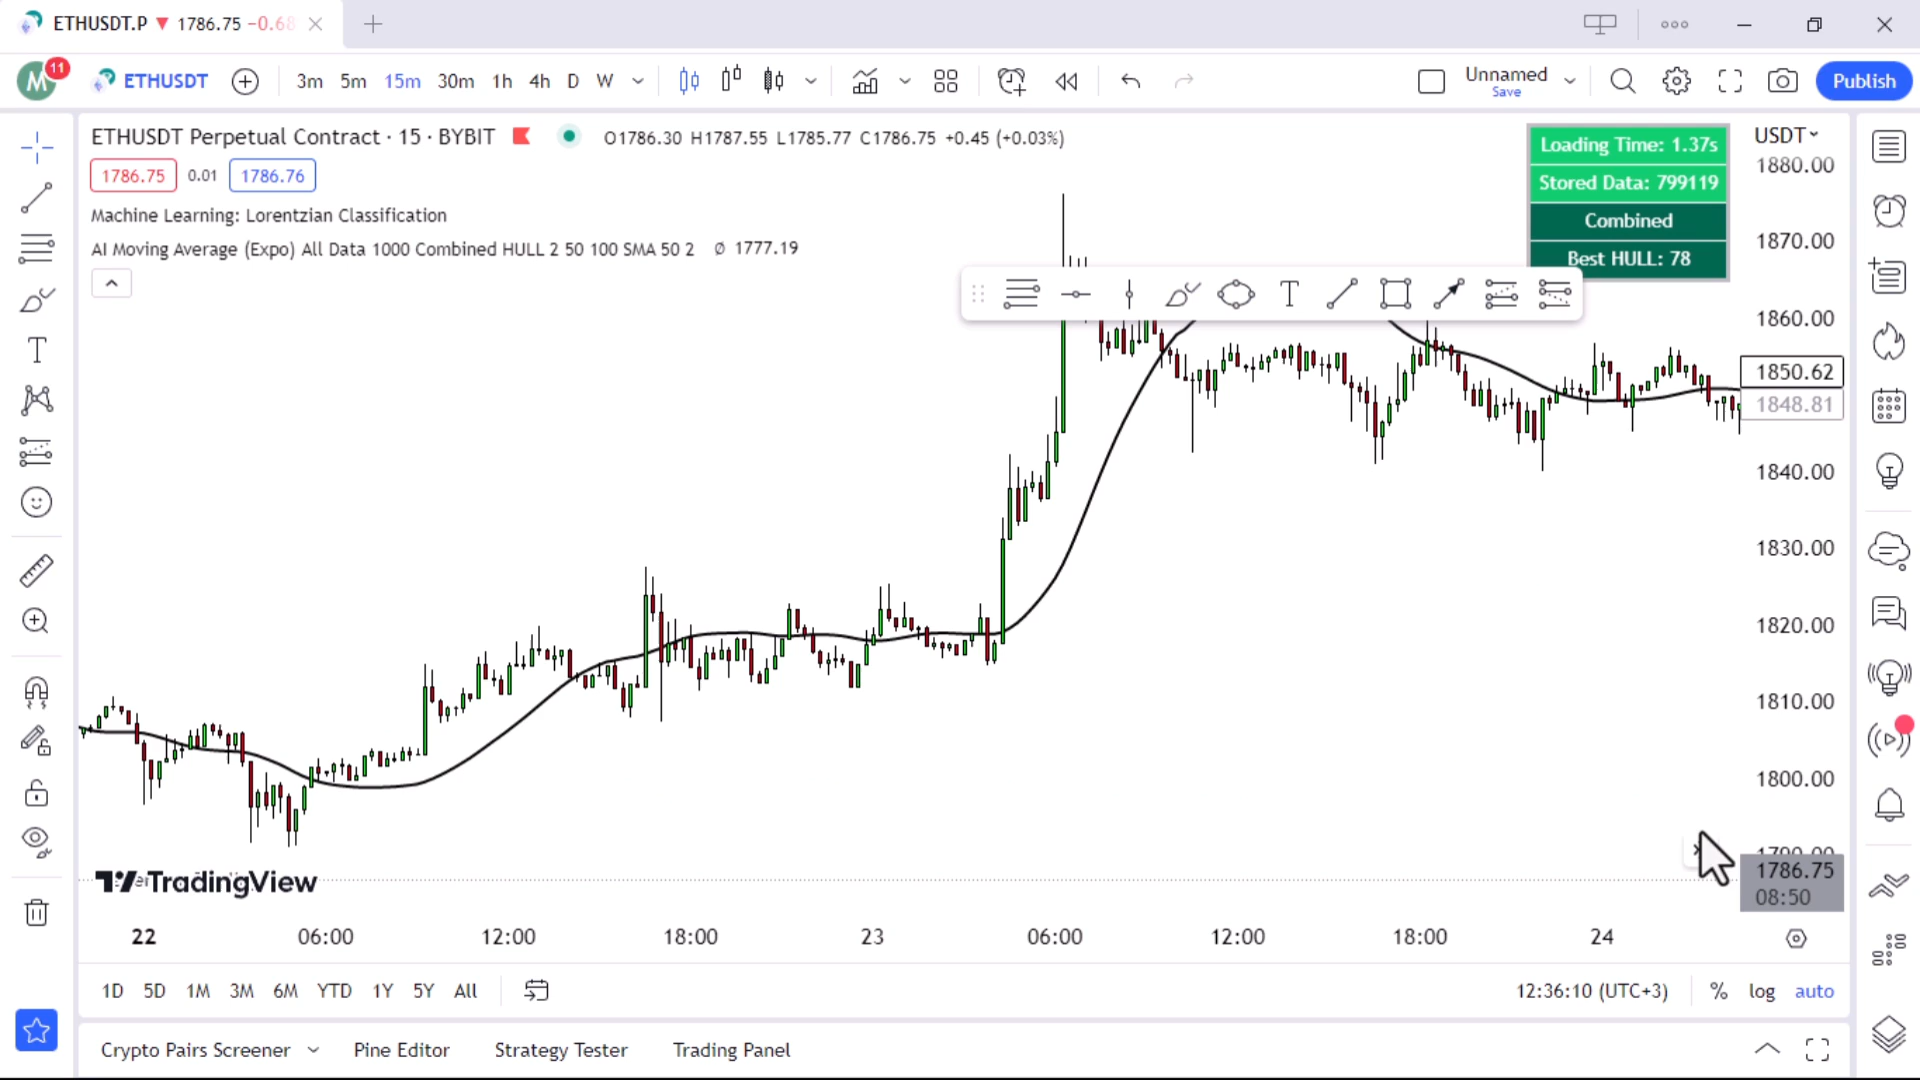 ETHUSDT.P ▼ 1786.75 −0.68
M 11 ETHUSDT 3m 5m 15m 30m 1h 4h D W Unnamed Save Publish
ETHUSDT Perpetual Contract · 15 · BYBIT O1786.30 H1787.55 L1785.77 C1786.75 +0.45 (+0.03%)
1786.75 0.01 1786.76
Machine Learning: Lorentzian Classification
AI Moving Average (Expo) All Data 1000 Combined HULL 2 50 100 SMA 50 2 ∅ 1777.19
Loading Time: 1.37s
Stored Data: 799119
Combined
Best HULL: 78
USDT
1880.00
1870.00
1860.00
1850.62
1848.81
1840.00
1830.00
1820.00
1810.00
1800.00
1790.00
1786.75
08:50
TradingView
22 06:00 12:00 18:00 23 06:00 12:00 18:00 24
1D 5D 1M 3M 6M YTD 1Y 5Y All 12:36:10 (UTC+3) % log auto
Crypto Pairs Screener Pine Editor Strategy Tester Trading Panel